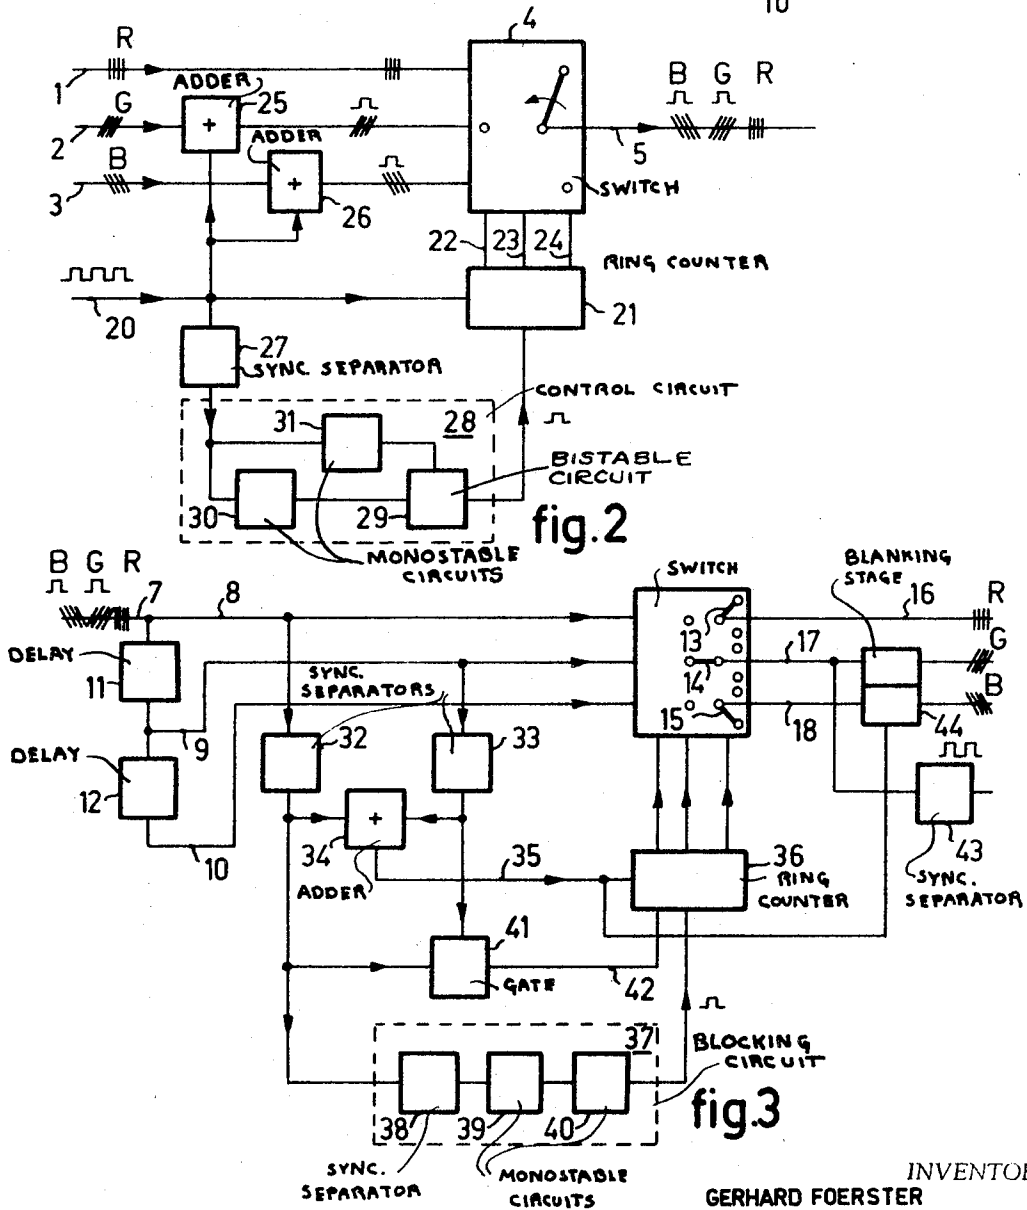 10
R
4
B G R
1
ADDER
G
25
2
ADDER
5
B
3
26
SWITCH
22 23 24
RING COUNTER
20
21
27
SYNC. SEPARATOR
CONTROL CIRCUIT
31
28
BISTABLE
CIRCUIT
30
29
fig.2
MONOSTABLE
CIRCUITS
B G R
7
8
SWITCH
BLANKING
STAGE
16
R
13
G
DELAY
11
SYNC.
SEPARATORS
17
14
B
9
32
33
15
18
44
DELAY
12
34
10
ADDER
35
36
RING
COUNTER
43
SYNC.
SEPARATOR
41
GATE
42
37
BLOCKING
CIRCUIT
38
39
40
fig.3
SYNC.
SEPARATOR
MONOSTABLE
CIRCUITS
INVENTO
GERHARD FOERSTER